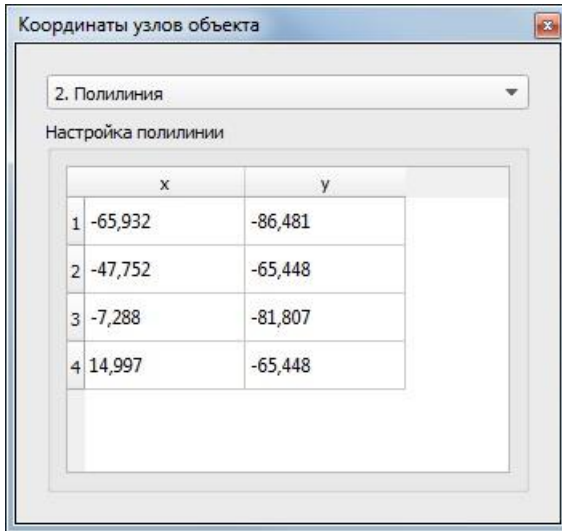 Координаты узлов объекта
2. Полилиния
Настройка полилинии
x y
1 -65,932 -86,481
2 -47,752 -65,448
3 -7,288 -81,807
4 14,997 -65,448